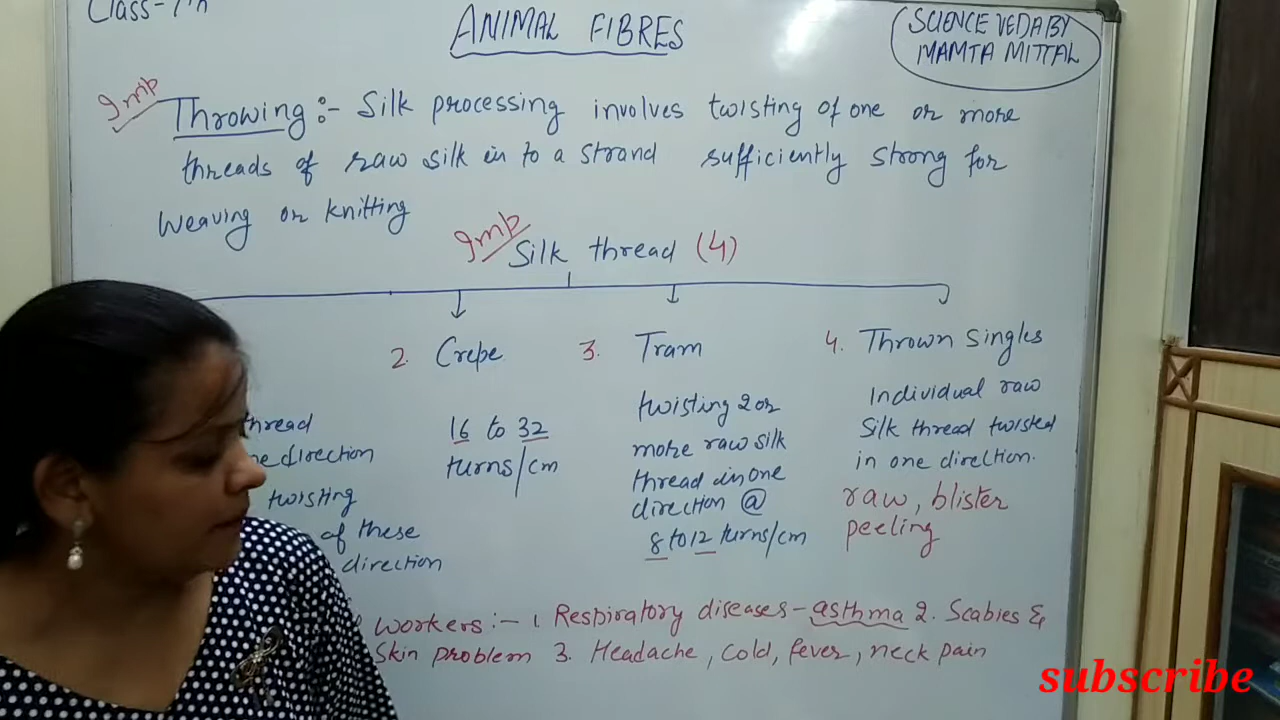 Class-7th
ANIMAL FIBRES
SCIENCE VEDA BY
MAMTA MITTAL
Imp
Throwing :- Silk processing involves twisting of one or more
threads of raw silk in to a strand sufficiently strong for
weaving or knitting
Imp
Silk thread (4)
thread
direction
twisting
of these
direction
2. Crepe
16 to 32
turns/cm
3. Tram
twisting 2 or
more raw silk
thread in one
direction @
8 to 12 turns/cm
4. Thrown Singles
Individual raw
Silk thread twisted
in one direction.
raw, blister
peeling
Workers :- 1. Respiratory diseases - asthma 2. Scabies &
Skin problem 3. Headache, cold, fever, neck pain
subscribe